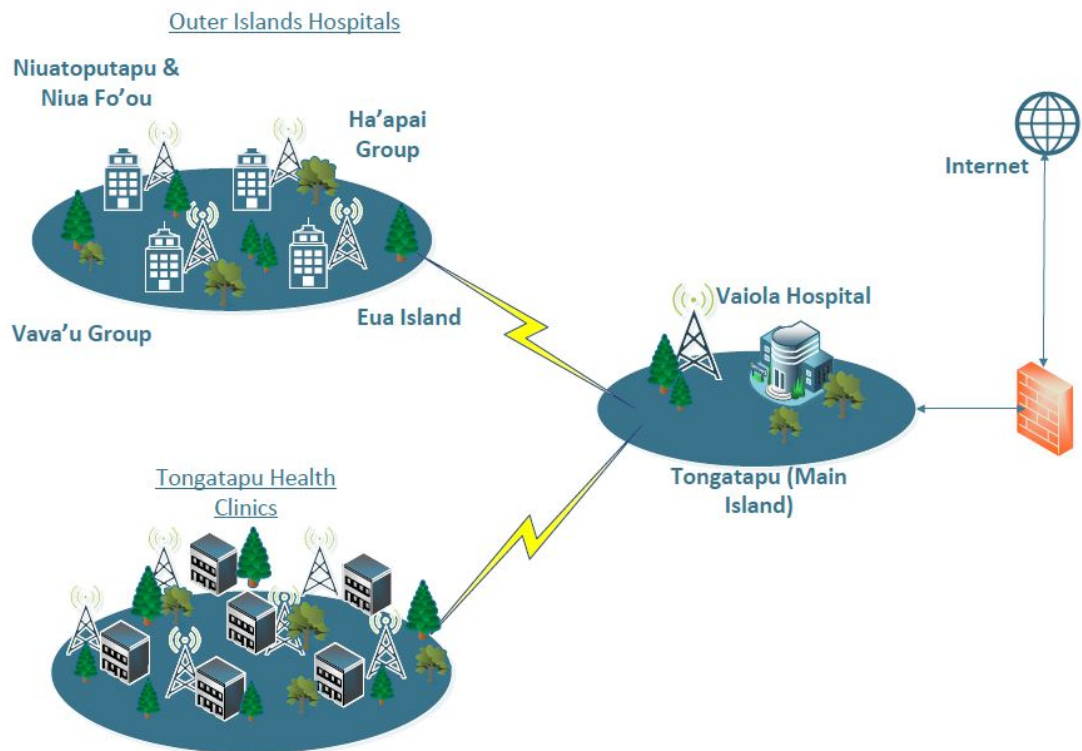 Outer Islands Hospitals
Niuatoputapu &
Niua Fo'ou
Ha'apai
Group
Vava'u Group
Eua Island
Internet
Vaiola Hospital
Tongatapu (Main
Island)
Tongatapu Health
Clinics